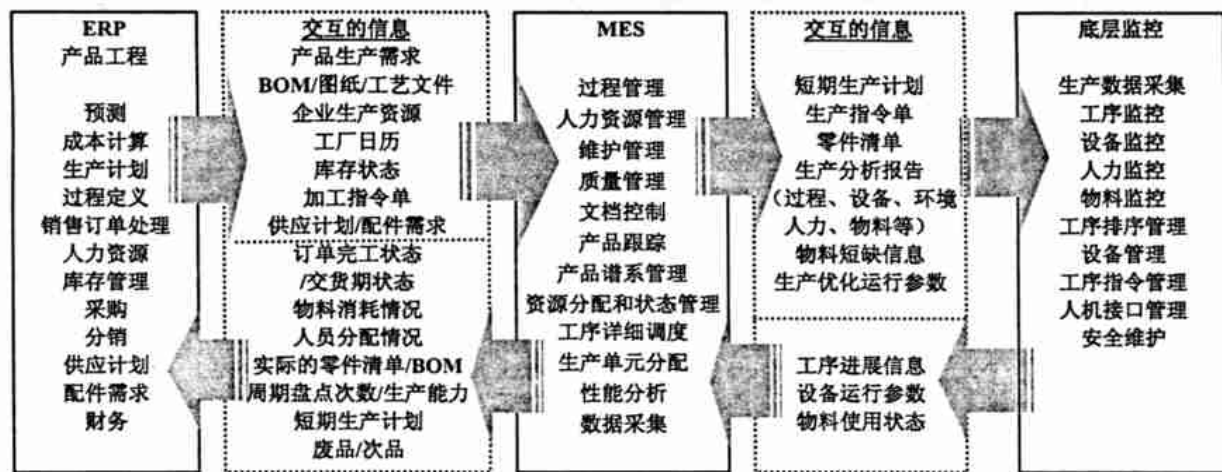 ERP
产品工程
预测
成本计算
生产计划
过程定义
销售订单处理
人力资源
库存管理
采购
分销
供应计划
配件需求
财务
交互的信息
产品生产需求
BOM/图纸/工艺文件
企业生产资源
工厂日历
库存状态
加工指令单
供应计划/配件需求
订单完工状态
/交货期状态
物料消耗情况
人员分配情况
实际的零件清单/BOM
周期盘点次数/生产能力
短期生产计划
废品/次品
MES
过程管理
人力资源管理
维护管理
质量管理
文档控制
产品跟踪
产品谱系管理
资源分配和状态管理
工序详细调度
生产单元分配
性能分析
数据采集
交互的信息
短期生产计划
生产指令单
零件清单
生产分析报告
（过程、设备、环境
人力、物料等）
物料短缺信息
生产优化运行参数
工序进展信息
设备运行参数
物料使用状态
底层监控
生产数据采集
工序监控
设备监控
人力监控
物料监控
工序排序管理
设备管理
工序指令管理
人机接口管理
安全维护